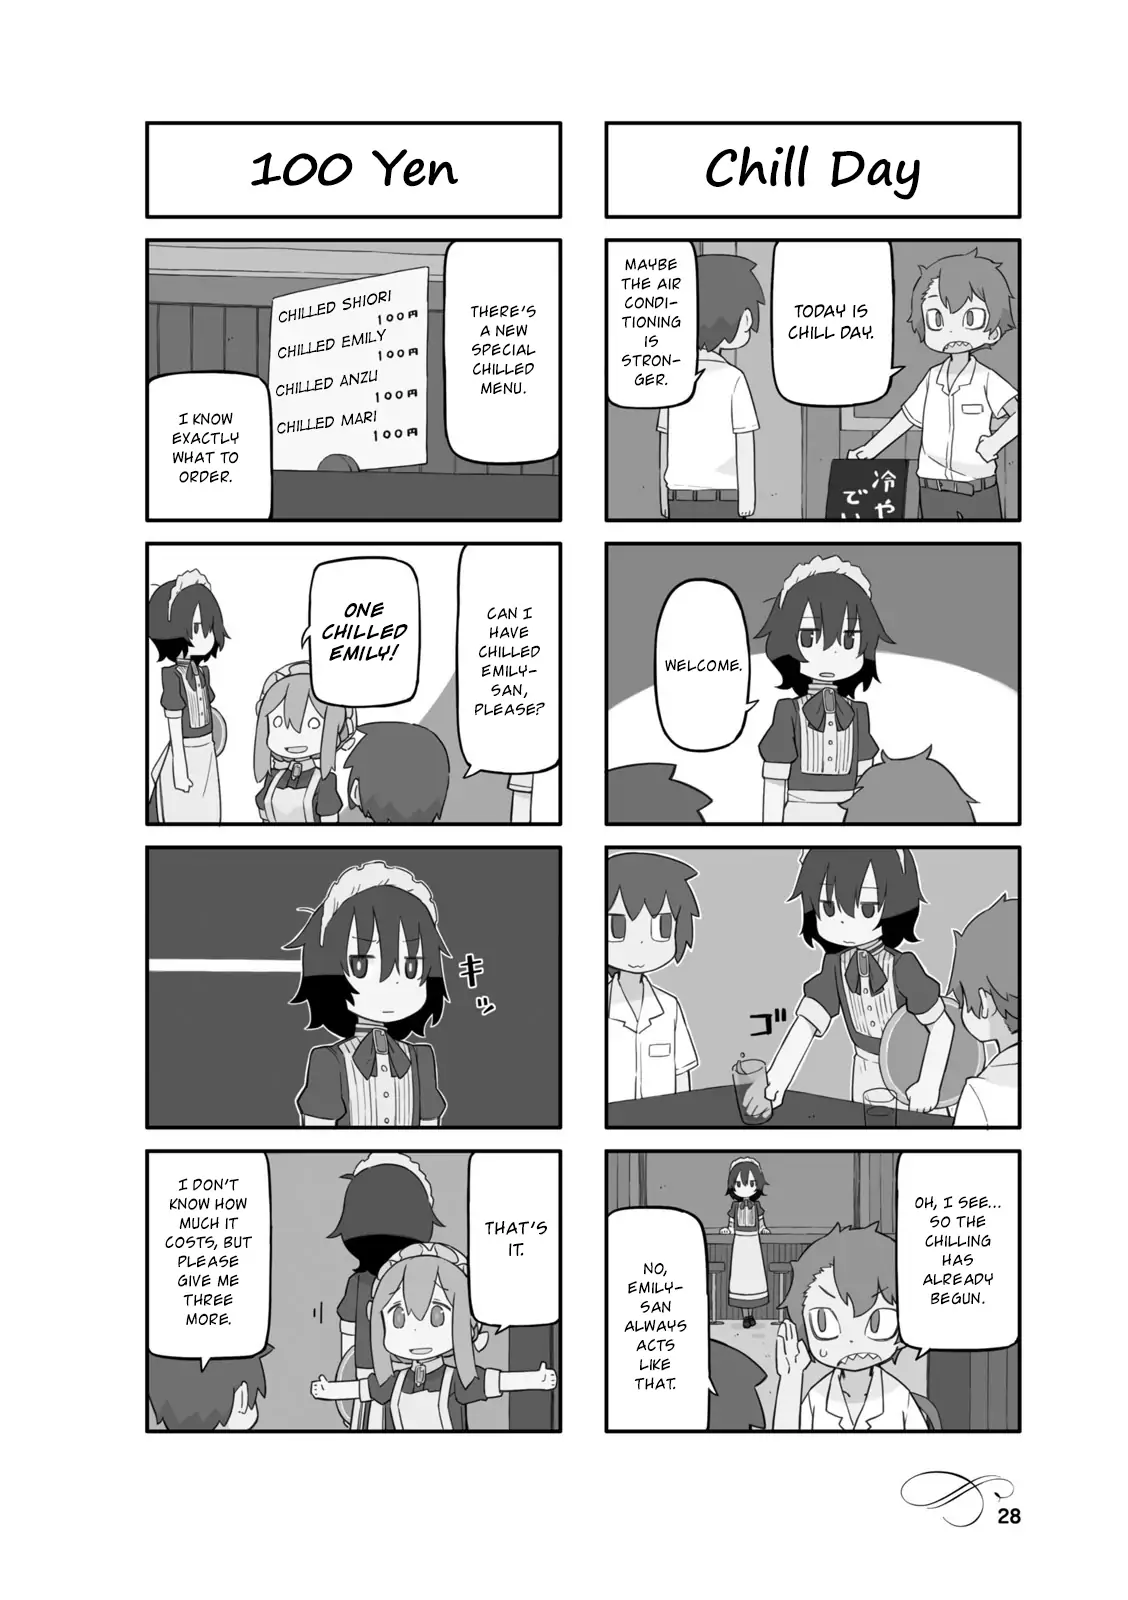 Chill Day
TODAY IS
CHILL DAY.
MAYBE
THE AIR
CONDI-
TIONING
IS
STRON-
GER.
冷や
でい
WELCOME.
ゴ゛
OH, I SEE...
SO THE
CHILLING
HAS
ALREADY
BEGUN.
NO,
EMILY-
SAN
ALWAYS
ACTS
LIKE
THAT.
100 Yen
THERE'S
A NEW
SPECIAL
CHILLED
MENU.
CHILLED SHIORI
100円
CHILLED EMILY
100円
CHILLED ANZU
100円
CHILLED MARI
100円
I KNOW
EXACTLY
WHAT TO
ORDER.
CAN I
HAVE
CHILLED
EMILY-
SAN,
PLEASE?
ONE
CHILLED
EMILY!
キッ
THAT'S
IT.
I DON'T
KNOW HOW
MUCH IT
COSTS, BUT
PLEASE
GIVE ME
THREE
MORE.
28